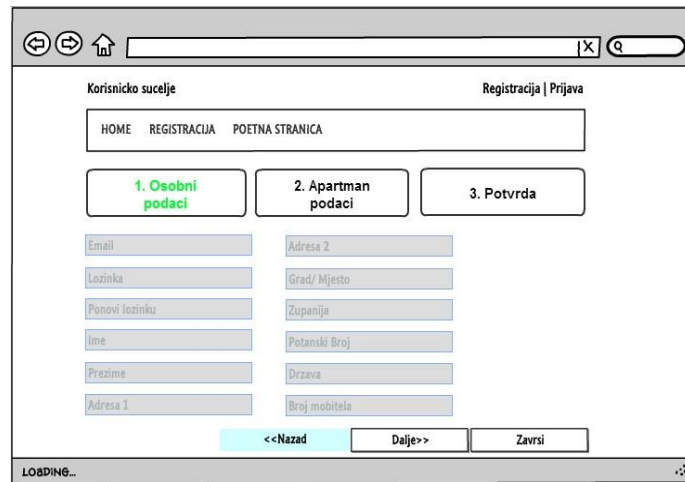 Korisnicko sucelje
Registracija | Prijava
HOME REGISTRACIJA POETNA STRANICA
1. Osobni
podaci
2. Apartman
podaci
3. Potvrda
Email
Adresa 2
Lozinka
Grad/ Mjesto
Ponovi lozinku
Zupanija
Ime
Potanski Broj
Prezime
Drzava
Adresa 1
Broj mobitela
<<Nazad
Dalje>>
Zavrsi
LOADING...